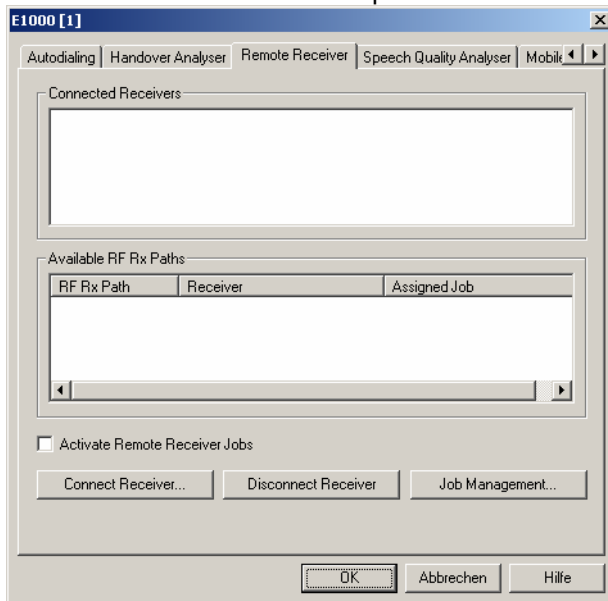 E1000 [1]
Autodialing Handover Analyser Remote Receiver Speech Quality Analyser Mobile
Connected Receivers
Available RF Rx Paths
RF Rx Path Receiver Assigned Job
Activate Remote Receiver Jobs
Connect Receiver... Disconnect Receiver Job Management...
OK Abbrechen Hilfe